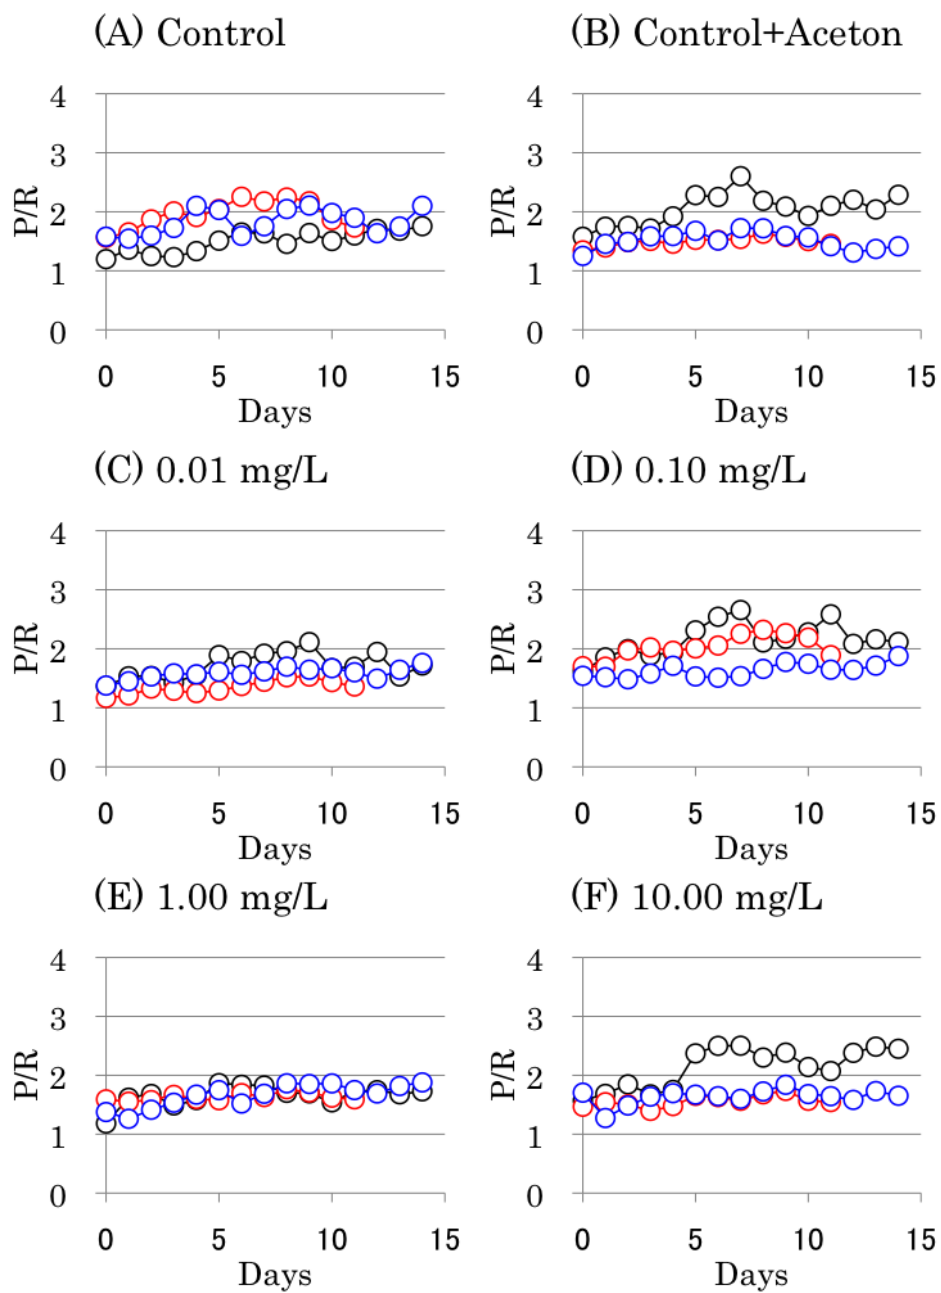 (A) Control
(B) Control+Aceton
4
3
2
1
0
P/R
0 5 10 15
Days
4
3
2
1
0
P/R
0 5 10 15
Days
(C) 0.01 mg/L
(D) 0.10 mg/L
4
3
2
1
0
P/R
0 5 10 15
Days
4
3
2
1
0
P/R
0 5 10 15
Days
(E) 1.00 mg/L
(F) 10.00 mg/L
4
3
2
1
0
P/R
0 5 10 15
Days
4
3
2
1
0
P/R
0 5 10 15
Days